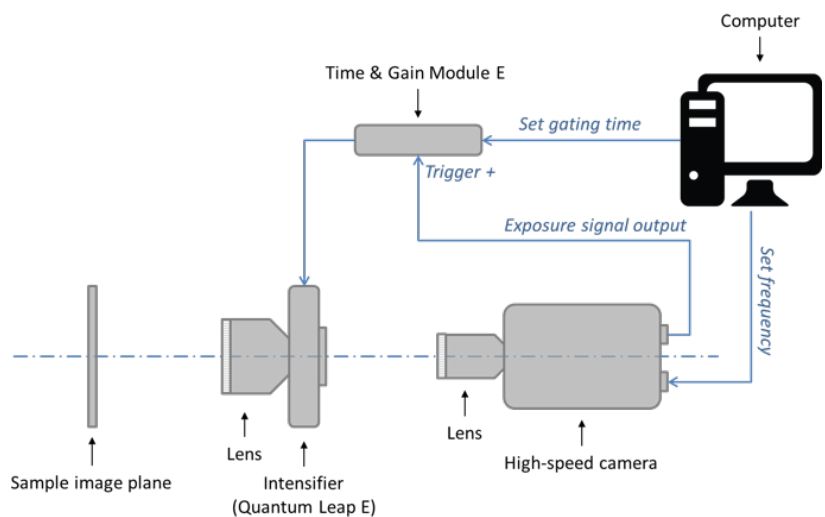 Computer
Time & Gain Module E
Set gating time
Trigger +
Exposure signal output
Set frequency
Lens
Lens
Sample image plane
Intensifier
(Quantum Leap E)
High-speed camera